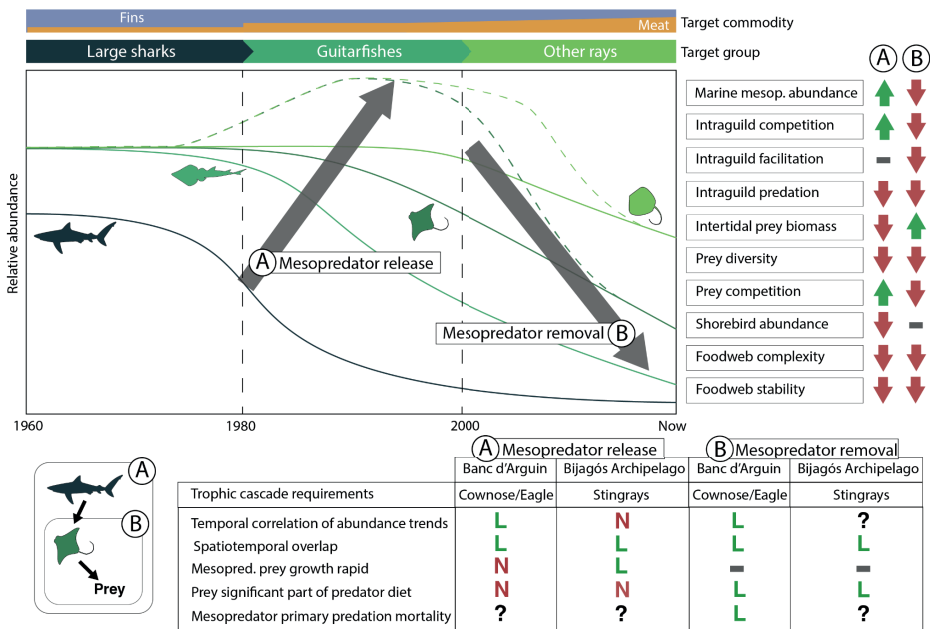 Fins
Meat
Target commodity
Large sharks
Guitarfishes
Other rays
Target group
A
B
Marine mesop. abundance
Intraguild competition
Intraguild facilitation
Intraguild predation
Intertidal prey biomass
Prey diversity
Prey competition
Shorebird abundance
Foodweb complexity
Foodweb stability
Relative abundance
A Mesopredator release
Mesopredator removal B
1960
1980
2000
Now
A
B
Prey
A Mesopredator release
B Mesopredator removal
Banc d'Arguin Bijagós Archipelago Banc d'Arguin Bijagós Archipelago
Trophic cascade requirements Cownose/Eagle Stingrays Cownose/Eagle Stingrays
Temporal correlation of abundance trends L N L ?
Spatiotemporal overlap L L L L
Mesopred. prey growth rapid N L - -
Prey significant part of predator diet N N L L
Mesopredator primary predation mortality ? ? L ?